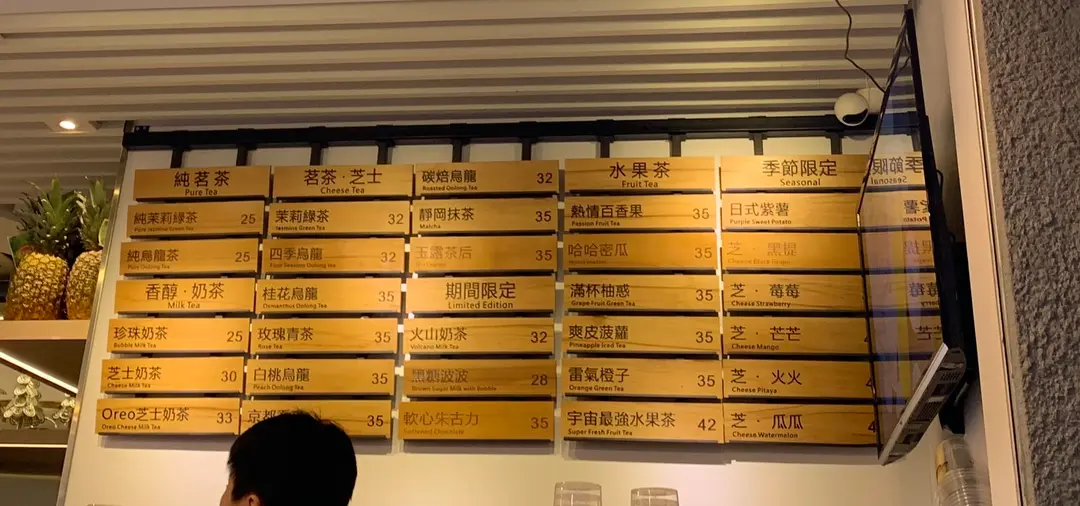 純茗茶
Pure Tea
純茉莉綠茶 25
Pure Jasmine Green Tea
純烏龍茶 25
Pure Oolong Tea
香醇·奶茶
Milk Tea
珍珠奶茶 25
Bubble Milk Tea
芝士奶茶 30
Cheese Milk Tea
Oreo芝士奶茶 33
Oreo Cheese Milk Tea
茗茶·芝士
Cheese Tea
茉莉綠茶 32
Jasmine Green Tea
四季烏龍 32
Four Seasons Oolong Tea
桂花烏龍 35
Osmanthus Oolong Tea
玫瑰青茶 35
Rose Tea
白桃烏龍 35
Peach Oolong Tea
京都 35
碳焙烏龍 32
Roasted Oolong Tea
靜岡抹茶 35
Matcha
玉露茶后 35
期間限定
Limited Edition
火山奶茶 32
Volcano Milk Tea
黑糖波波 28
Brown Sugar Milk with Bubble
軟心朱古力 35
水果茶
Fruit Tea
熱情百香果 35
Passion Fruit Tea
哈哈密瓜 35
滿杯柚惑 35
Grape Fruit Green Tea
爽皮菠蘿 35
Pineapple Iced Tea
雷氣橙子 35
Orange Green Tea
宇宙最強水果茶 42
Super Fresh Fruit Tea
季節限定
Seasonal
日式紫薯
Purple Sweet Potato
芝·黑提
Cheese Black Grape
芝·莓莓
Cheese Strawberry
芝·芒芒
Cheese Mango
芝·火火
Cheese Pitaya
芝·瓜瓜
Cheese Watermelon